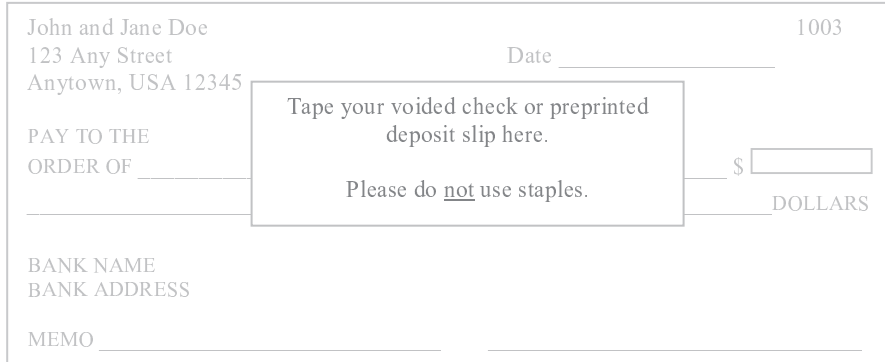 John and Jane Doe 1003
123 Any Street Date
Anytown, USA 12345
Tape your voided check or preprinted
deposit slip here.
Please do not use staples.
PAY TO THE
ORDER OF $
DOLLARS
BANK NAME
BANK ADDRESS
MEMO